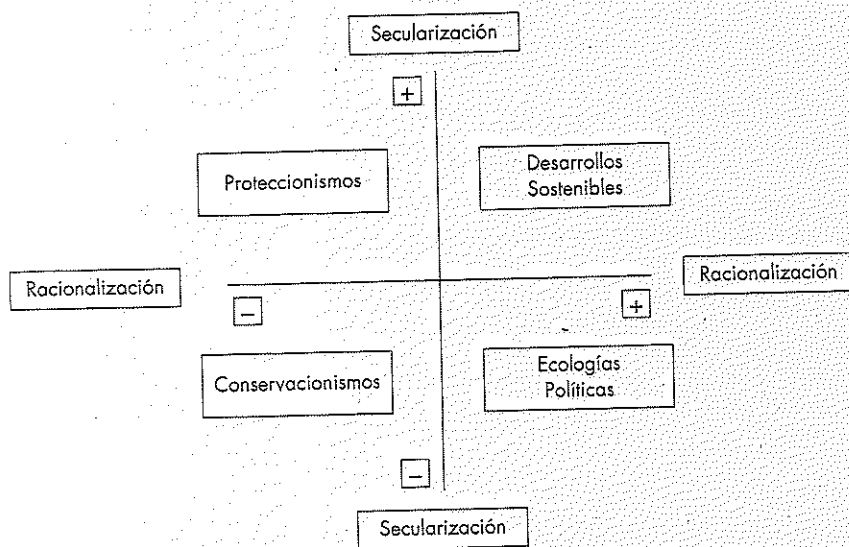 Secularización
+
Proteccionismos
Desarrollos
Sostenibles
Racionalización
Racionalización
−
+
Conservacionismos
Ecologías
Políticas
−
Secularización